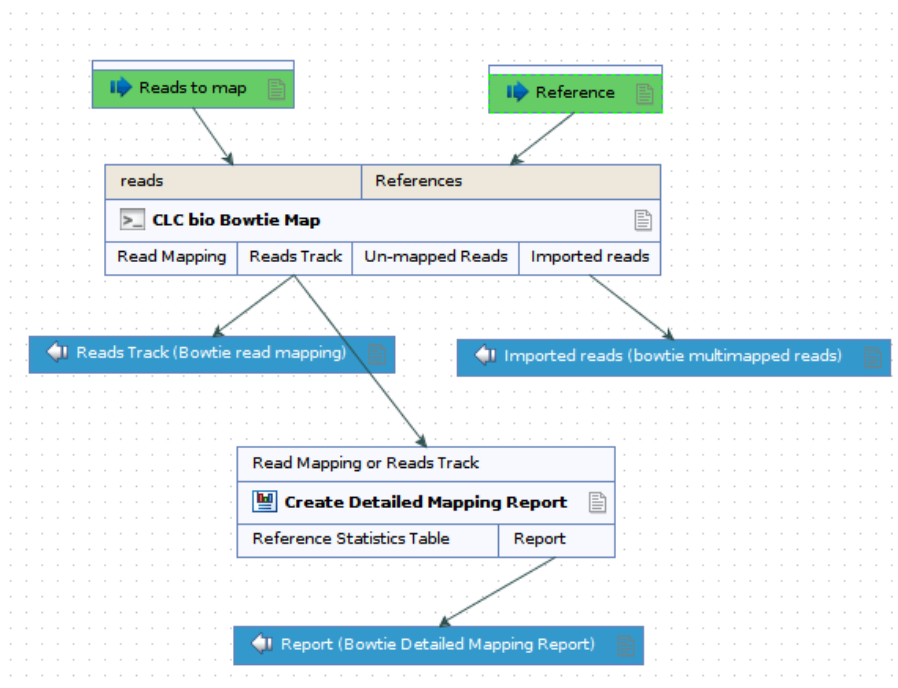 Reads to map
Reference
reads
References
CLC bio Bowtie Map
Read Mapping
Reads Track
Un-mapped Reads
Imported reads
Reads Track (Bowtie read mapping)
Imported reads (bowtie multimapped reads)
Read Mapping or Reads Track
Create Detailed Mapping Report
Reference Statistics Table
Report
Report (Bowtie Detailed Mapping Report)